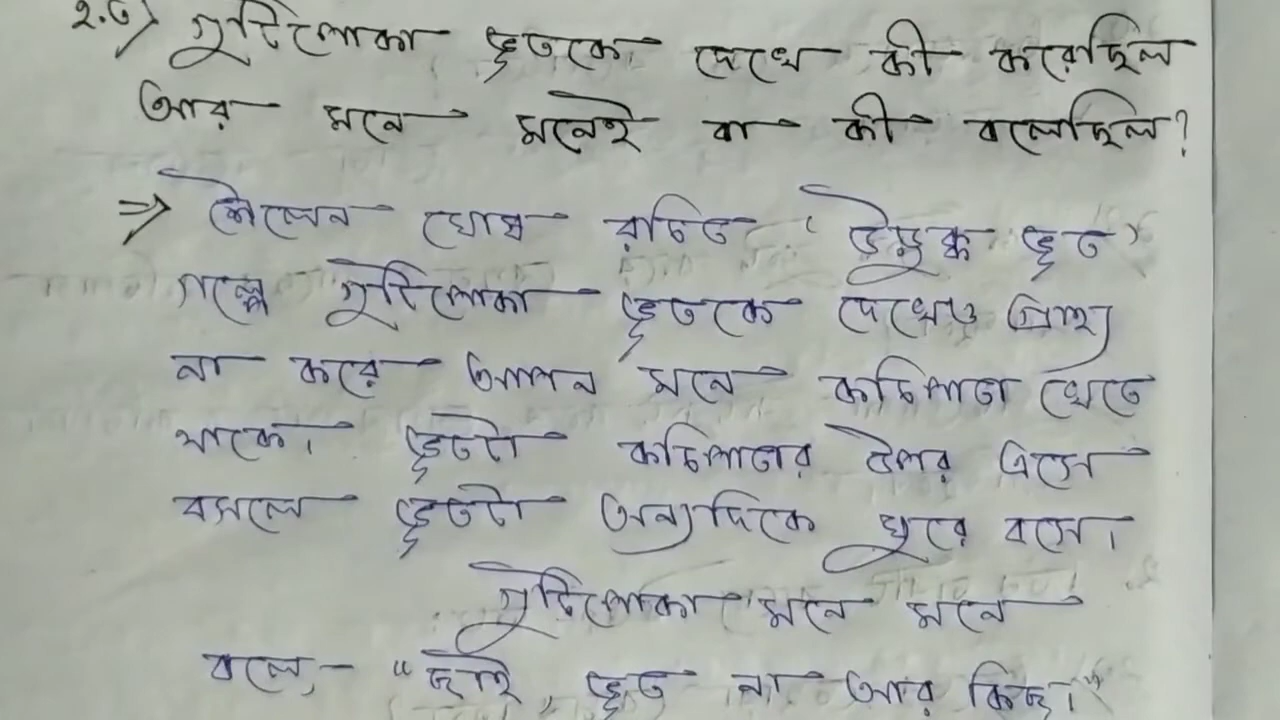 ২.৩) গুটিপোকা ভূতকে দেখে কী করেছিল
আর মনে মনেই বা কী বলেছিল?
⇒ শৈলেন ঘোষ রচিত 'উড়ুক্কু ভূত'
গল্পে গুটিপোকা ভূতকে দেখেও গ্রাহ্য
না করে আপন মনে কচিপাতা খেতে
থাকে। ভূতটা কচিপাতার উপর এসে
বসলে ভূতটা অন্যদিকে ঘুরে বসে।
গুটিপোকা মনে মনে
বলে,- "ছাই, ভূত না আর কিছু।"